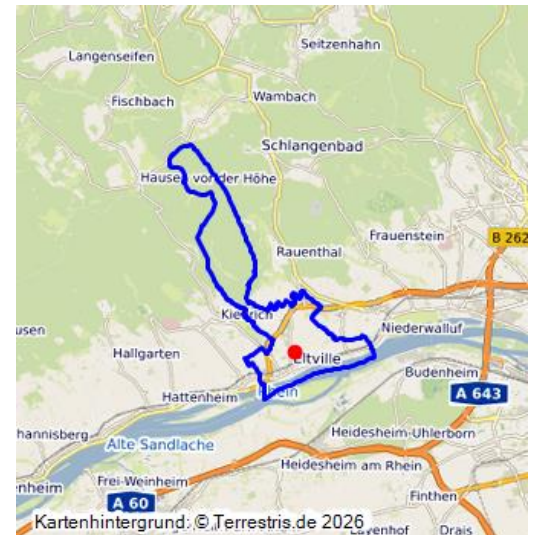 Seitzenhahn
Langenseifen
Wambach
Fischbach
Schlangenbad
Hausen vor der Höhe
Frauenstein
B 262
Rauenthal
Kiedrich
Niederwalluf
Hallgarten
Eltville
Budenheim
A 643
Hattenheim
Rhein
Heidesheim-Uhlerborn
Alte Sandlache
Heidesheim am Rhein
Frei-Weinheim
Finthen
A 60
Kartenhintergrund: © Terrestris.de 2026
Drais